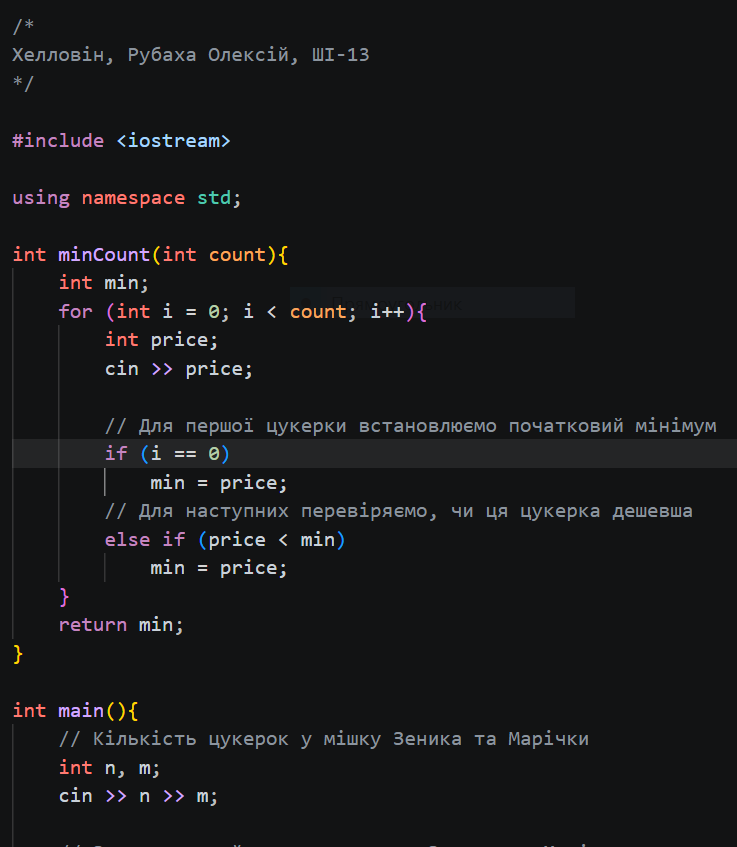 /*
Хелловін, Рубаха Олексій, ШІ-13
*/
#include <iostream>
using namespace std;
int minCount(int count){
int min;
for (int i = 0; i < count; i++){
int price;
cin >> price;
// Для першої цукерки встановлюємо початковий мінімум
if (i == 0)
min = price;
// Для наступних перевіряємо, чи ця цукерка дешевша
else if (price < min)
min = price;
}
return min;
}
int main(){
// Кількість цукерок у мішку Зеника та Марічки
int n, m;
cin >> n >> m;